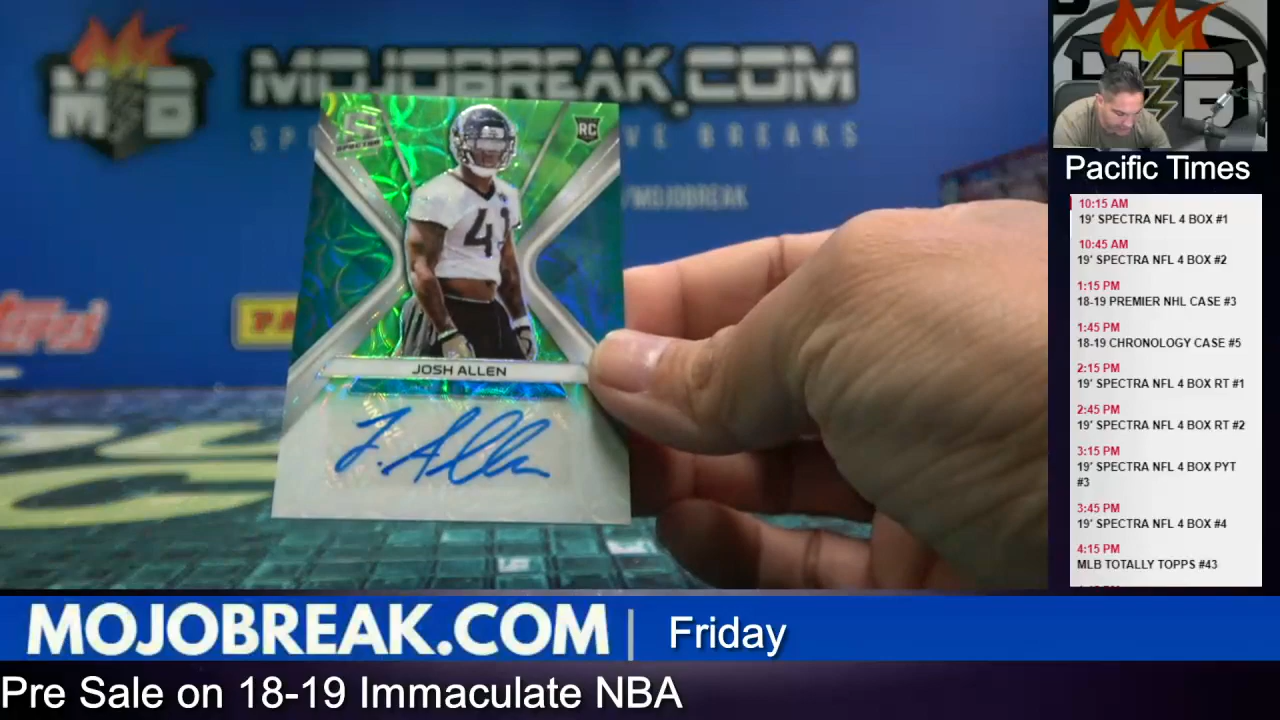 MOJOBREAK.COM
/MOJOBREAK
SPECTRA
RC
41
JOSH ALLEN
J. Allen
Pacific Times
10:15 AM
19' SPECTRA NFL 4 BOX #1
10:45 AM
19' SPECTRA NFL 4 BOX #2
1:15 PM
18-19 PREMIER NHL CASE #3
1:45 PM
18-19 CHRONOLOGY CASE #5
2:15 PM
19' SPECTRA NFL 4 BOX RT #1
2:45 PM
19' SPECTRA NFL 4 BOX RT #2
3:15 PM
19' SPECTRA NFL 4 BOX PYT
#3
3:45 PM
19' SPECTRA NFL 4 BOX #4
4:15 PM
MLB TOTALLY TOPPS #43
MOJOBREAK.COM | Friday
Pre Sale on 18-19 Immaculate NBA